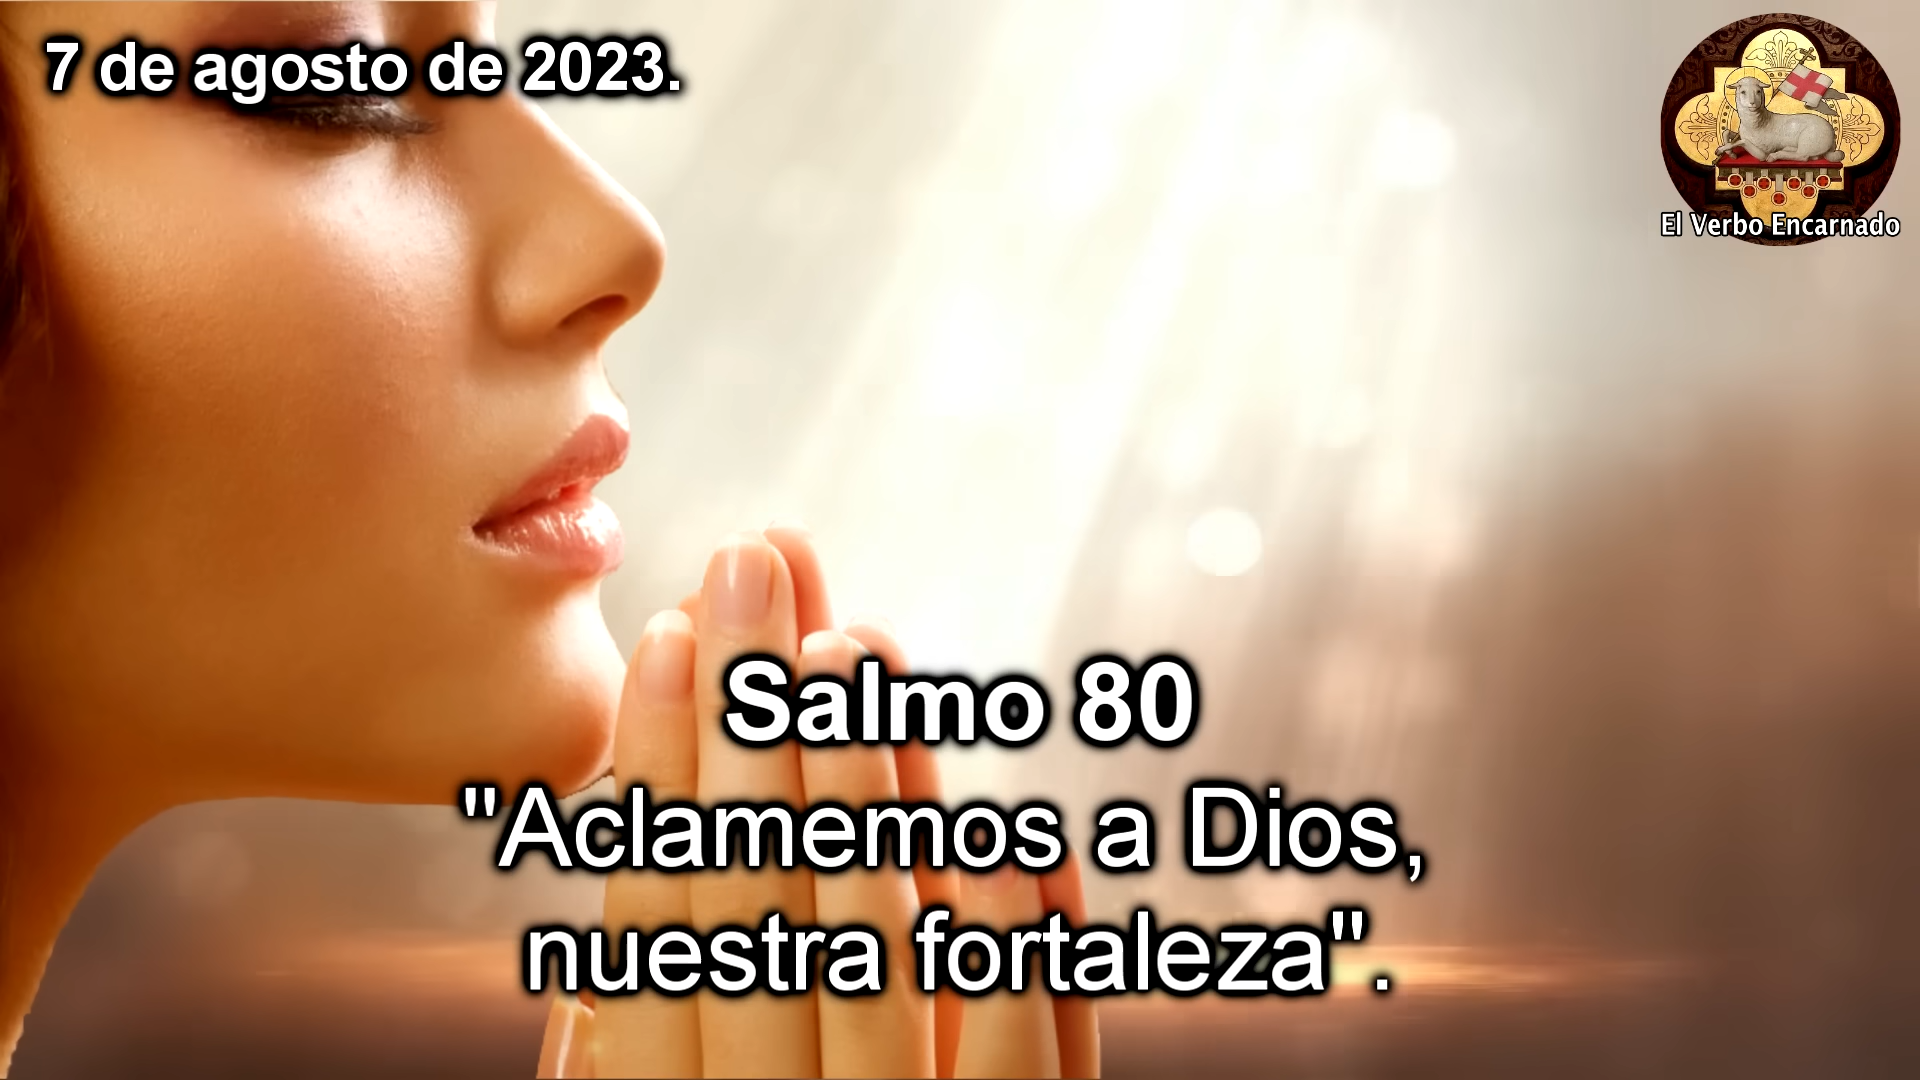 7 de agosto de 2023.
El Verbo Encarnado
Salmo 80
"Aclamemos a Dios,
nuestra fortaleza".